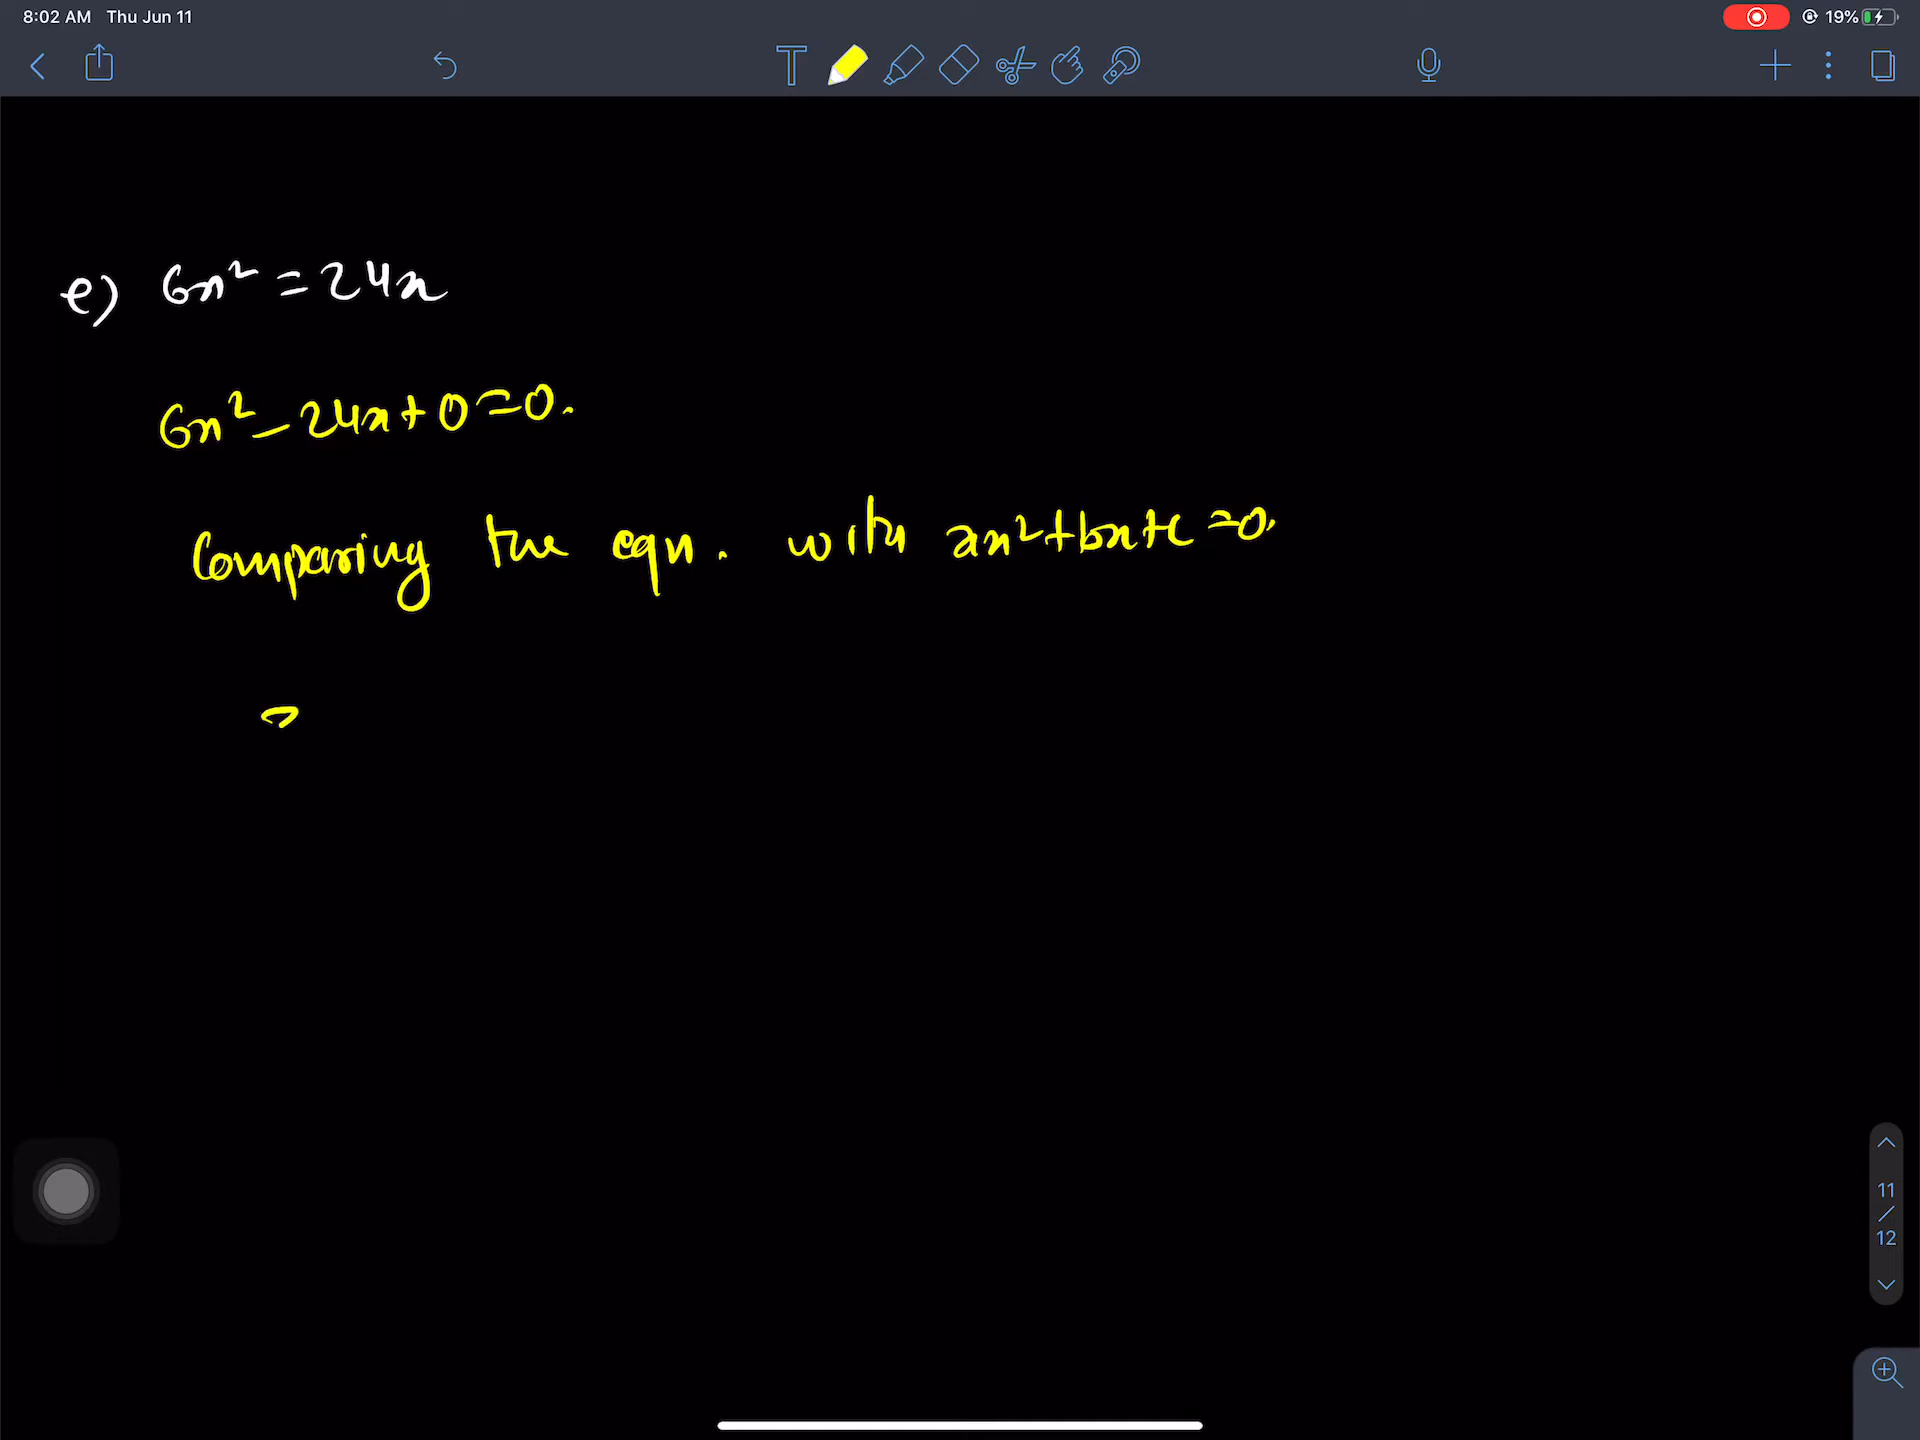 8:02 AM Thu Jun 11
19%
e) 6x² = 24x
6x² - 24x + 0 = 0.
Comparing the eqn. with ax² + bx + c = 0.
11
/
12